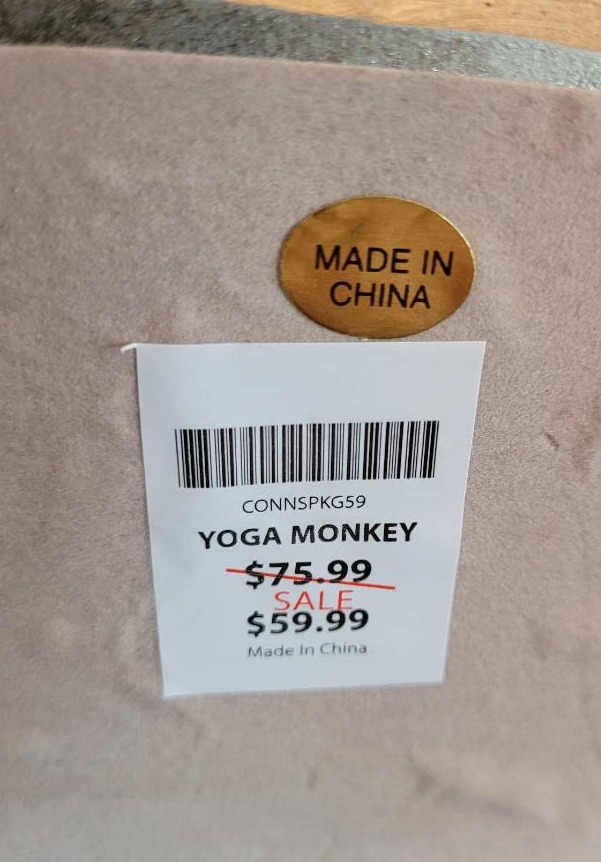 MADE IN
CHINA
CONNSPKG59
YOGA MONKEY
$75.99
SALE
$59.99
Made In China